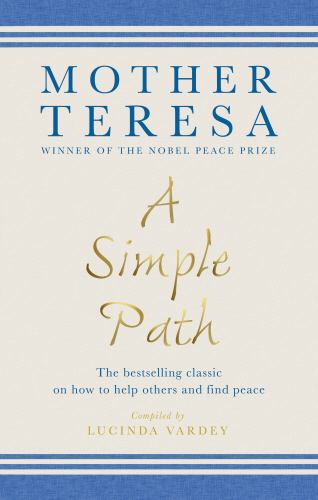 MOTHER
TERESA
WINNER OF THE NOBEL PEACE PRIZE
A
Simple
Path
The bestselling classic
on how to help others and find peace
Compiled by
LUCINDA VARDEY